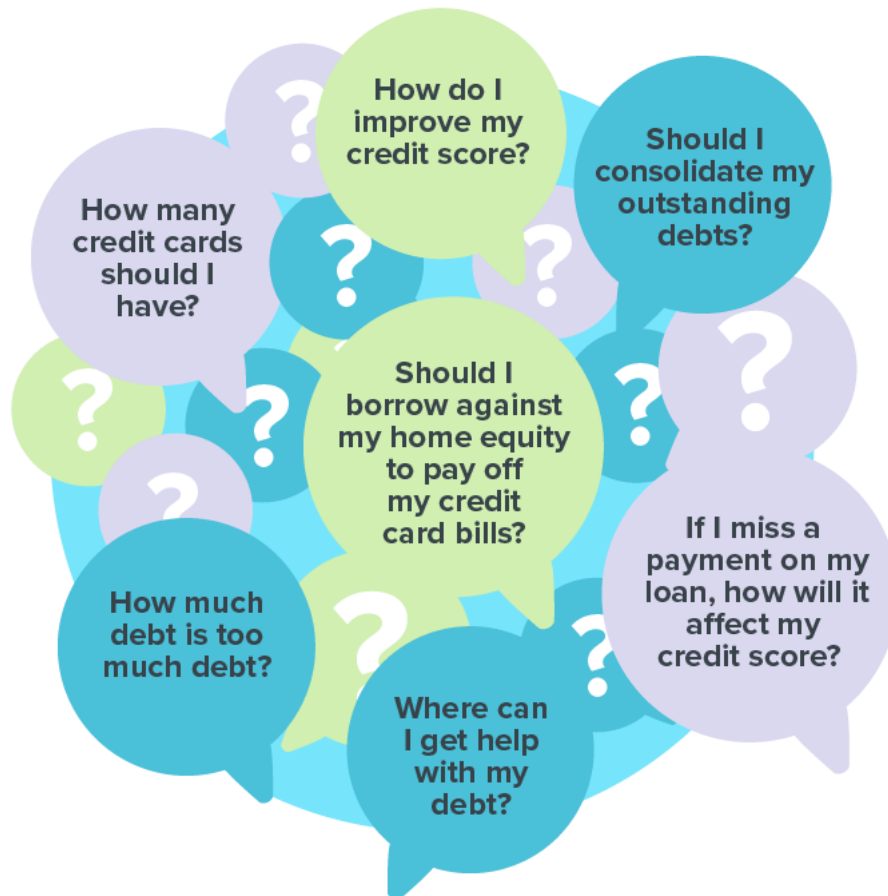 How do I
improve my
credit score?
Should I
consolidate my
outstanding
debts?
How many
credit cards
should I
have?
Should I
borrow against
my home equity
to pay off
my credit
card bills?
If I miss a
payment on my
loan, how will it
affect my
credit score?
How much
debt is too
much debt?
Where can
I get help
with my
debt?
?
?
?
?
?
?
?
?
?
?